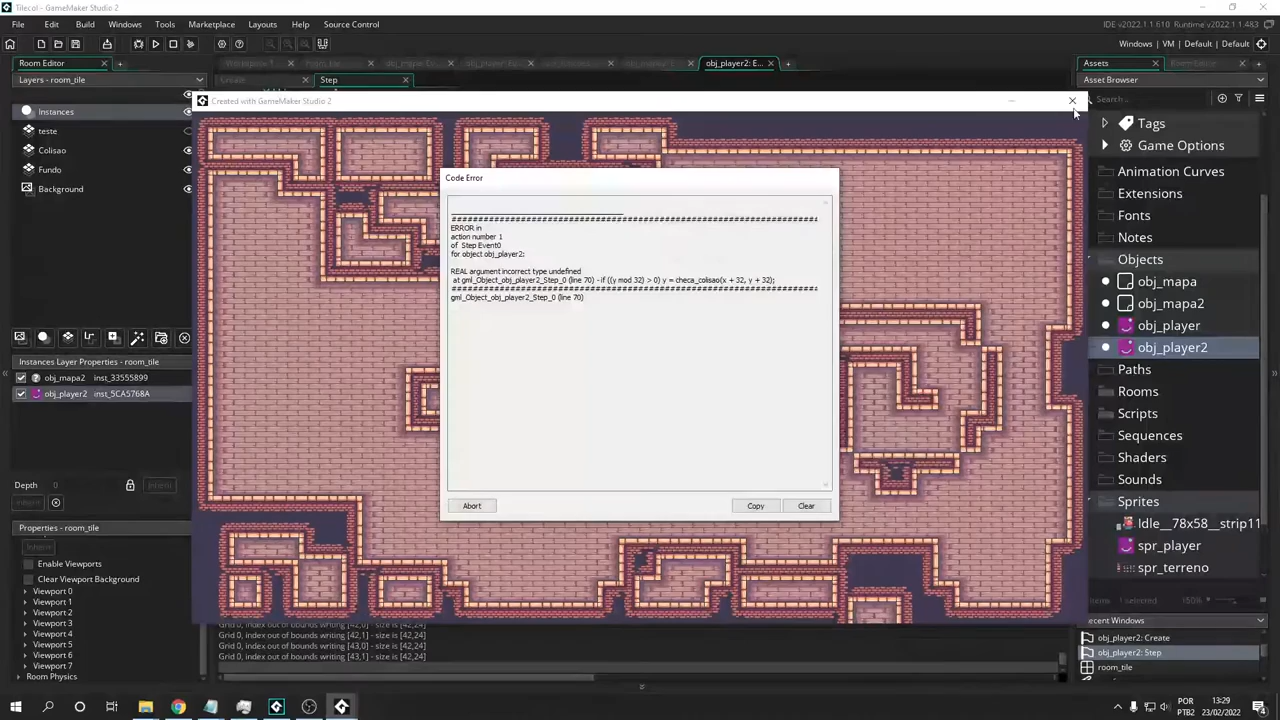 Tilecol - GameMaker Studio 2
File Edit Build Windows Tools Marketplace Layouts Source Control
IDE v2022.1.1.610 Runtime v2022.1.1.483
Windows | VM | Default | Default
Room Editor
obj_player2: E...
Assets
Layers - room_tile
Create
Step
Asset Browser
Created with GameMaker Studio 2
Search...
Instances
teste
Colisao
Fundo
Background
Tags
Game Options
Animation Curves
Extensions
Fonts
Notes
Objects
obj_mapa
obj_mapa2
obj_player
obj_player2
Paths
Rooms
Scripts
Sequences
Shaders
Sounds
Sprites
Idle__78x58__strip11
spr_player
spr_terreno
Code Error
ERROR in
action number 1
of Step Event0
for object obj_player2:
REAL argument incorrect type undefined
at gml_Object_obj_player2_Step_0 (line 70) - if ((y mod 32) > 0) y = checa_colisao(x + 32, y + 32);
gml_Object_obj_player2_Step_0 (line 70)
Abort
Copy
Clear
Instances Layer Properties - room_tile
obj_mapa2 inst_33555890
obj_player2 inst_5CA5768A
Depth 0
Inherit
Inherit
Properties - room_tile
Inherit
Enable Viewports
Clear Viewport Background
Viewport 0
Viewport 1
Viewport 2
Viewport 3
Viewport 4
Viewport 5
Viewport 6
Viewport 7
Room Physics
Grid 0, index out of bounds writing [42,0] - size is [42,24]
Grid 0, index out of bounds writing [42,1] - size is [42,24]
Grid 0, index out of bounds writing [43,0] - size is [42,24]
Grid 0, index out of bounds writing [43,1] - size is [42,24]
1 selected
Recent Windows
obj_player2: Create
obj_player2: Step
room_tile
POR
PTB2
13:29
23/02/2022